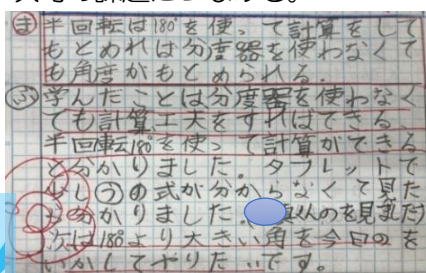 ま 半回転は180°を使って計算をして
もとめれは分度器を使わなくて
も角度がもとめられる。
ふ 学んだことは分度器を使わなく
ても計算工夫をすればできる
半回転180°を使って計算ができる
と分かりました。タブレットで
少しうの式が分からなくて見た
ら分かりました。くんのを見た)
次は180°より大きい角を今日のを
いかしてやりたいです。